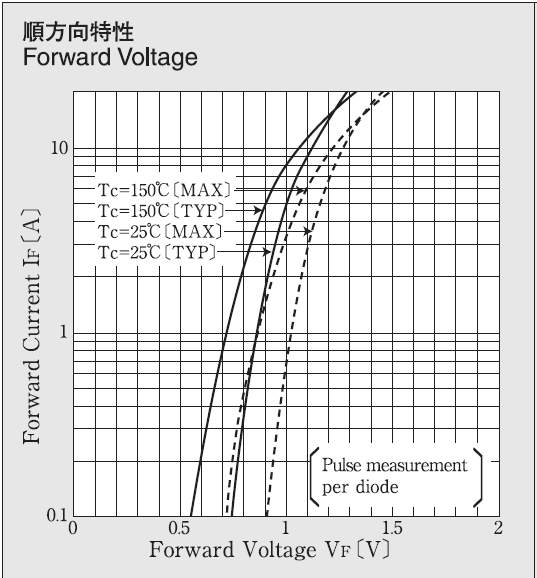 順方向特性
Forward Voltage
10
Tc=150℃〔MAX〕
Tc=150℃〔TYP〕
Tc=25℃〔MAX〕
Tc=25℃〔TYP〕
Forward Current IF〔A〕
1
Pulse measurement
per diode
0.1
0 0.5 1 1.5 2
Forward Voltage VF〔V〕